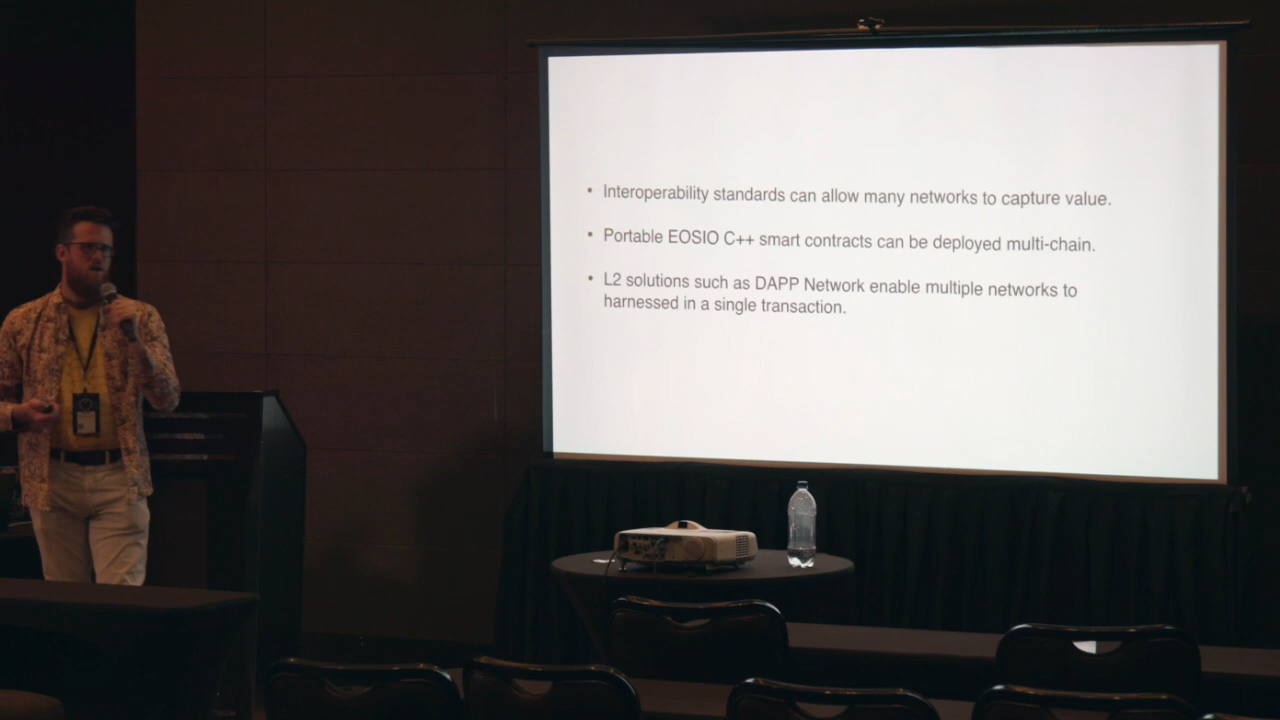 • Interoperability standards can allow many networks to capture value.
• Portable EOSIO C++ smart contracts can be deployed multi-chain.
• L2 solutions such as DAPP Network enable multiple networks to
harnessed in a single transaction.